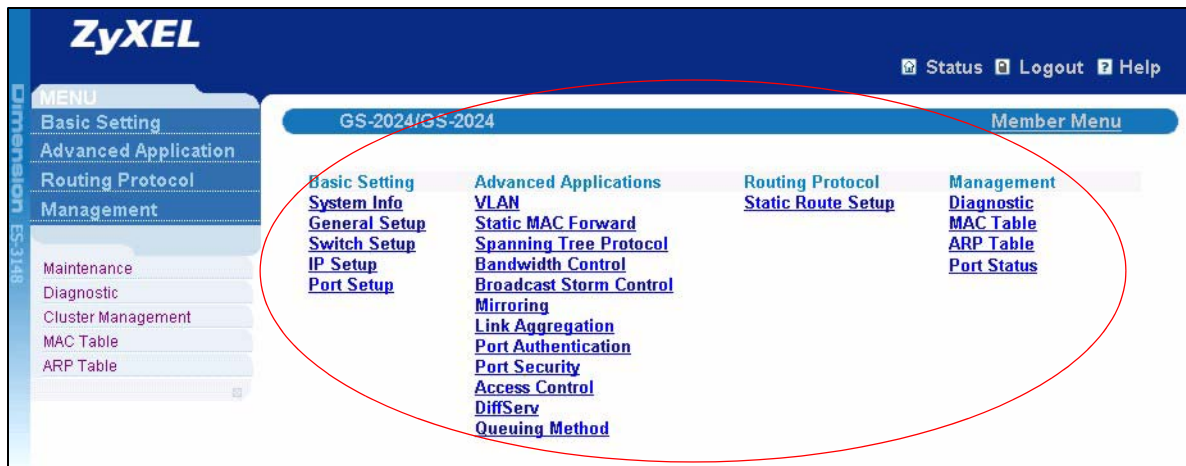 ZyXEL
Status Logout Help
Dimension ES-3148
MENU
Basic Setting
Advanced Application
Routing Protocol
Management
Maintenance
Diagnostic
Cluster Management
MAC Table
ARP Table
GS-2024/GS-2024 Member Menu
Basic Setting
System Info
General Setup
Switch Setup
IP Setup
Port Setup
Advanced Applications
VLAN
Static MAC Forward
Spanning Tree Protocol
Bandwidth Control
Broadcast Storm Control
Mirroring
Link Aggregation
Port Authentication
Port Security
Access Control
DiffServ
Queuing Method
Routing Protocol
Static Route Setup
Management
Diagnostic
MAC Table
ARP Table
Port Status